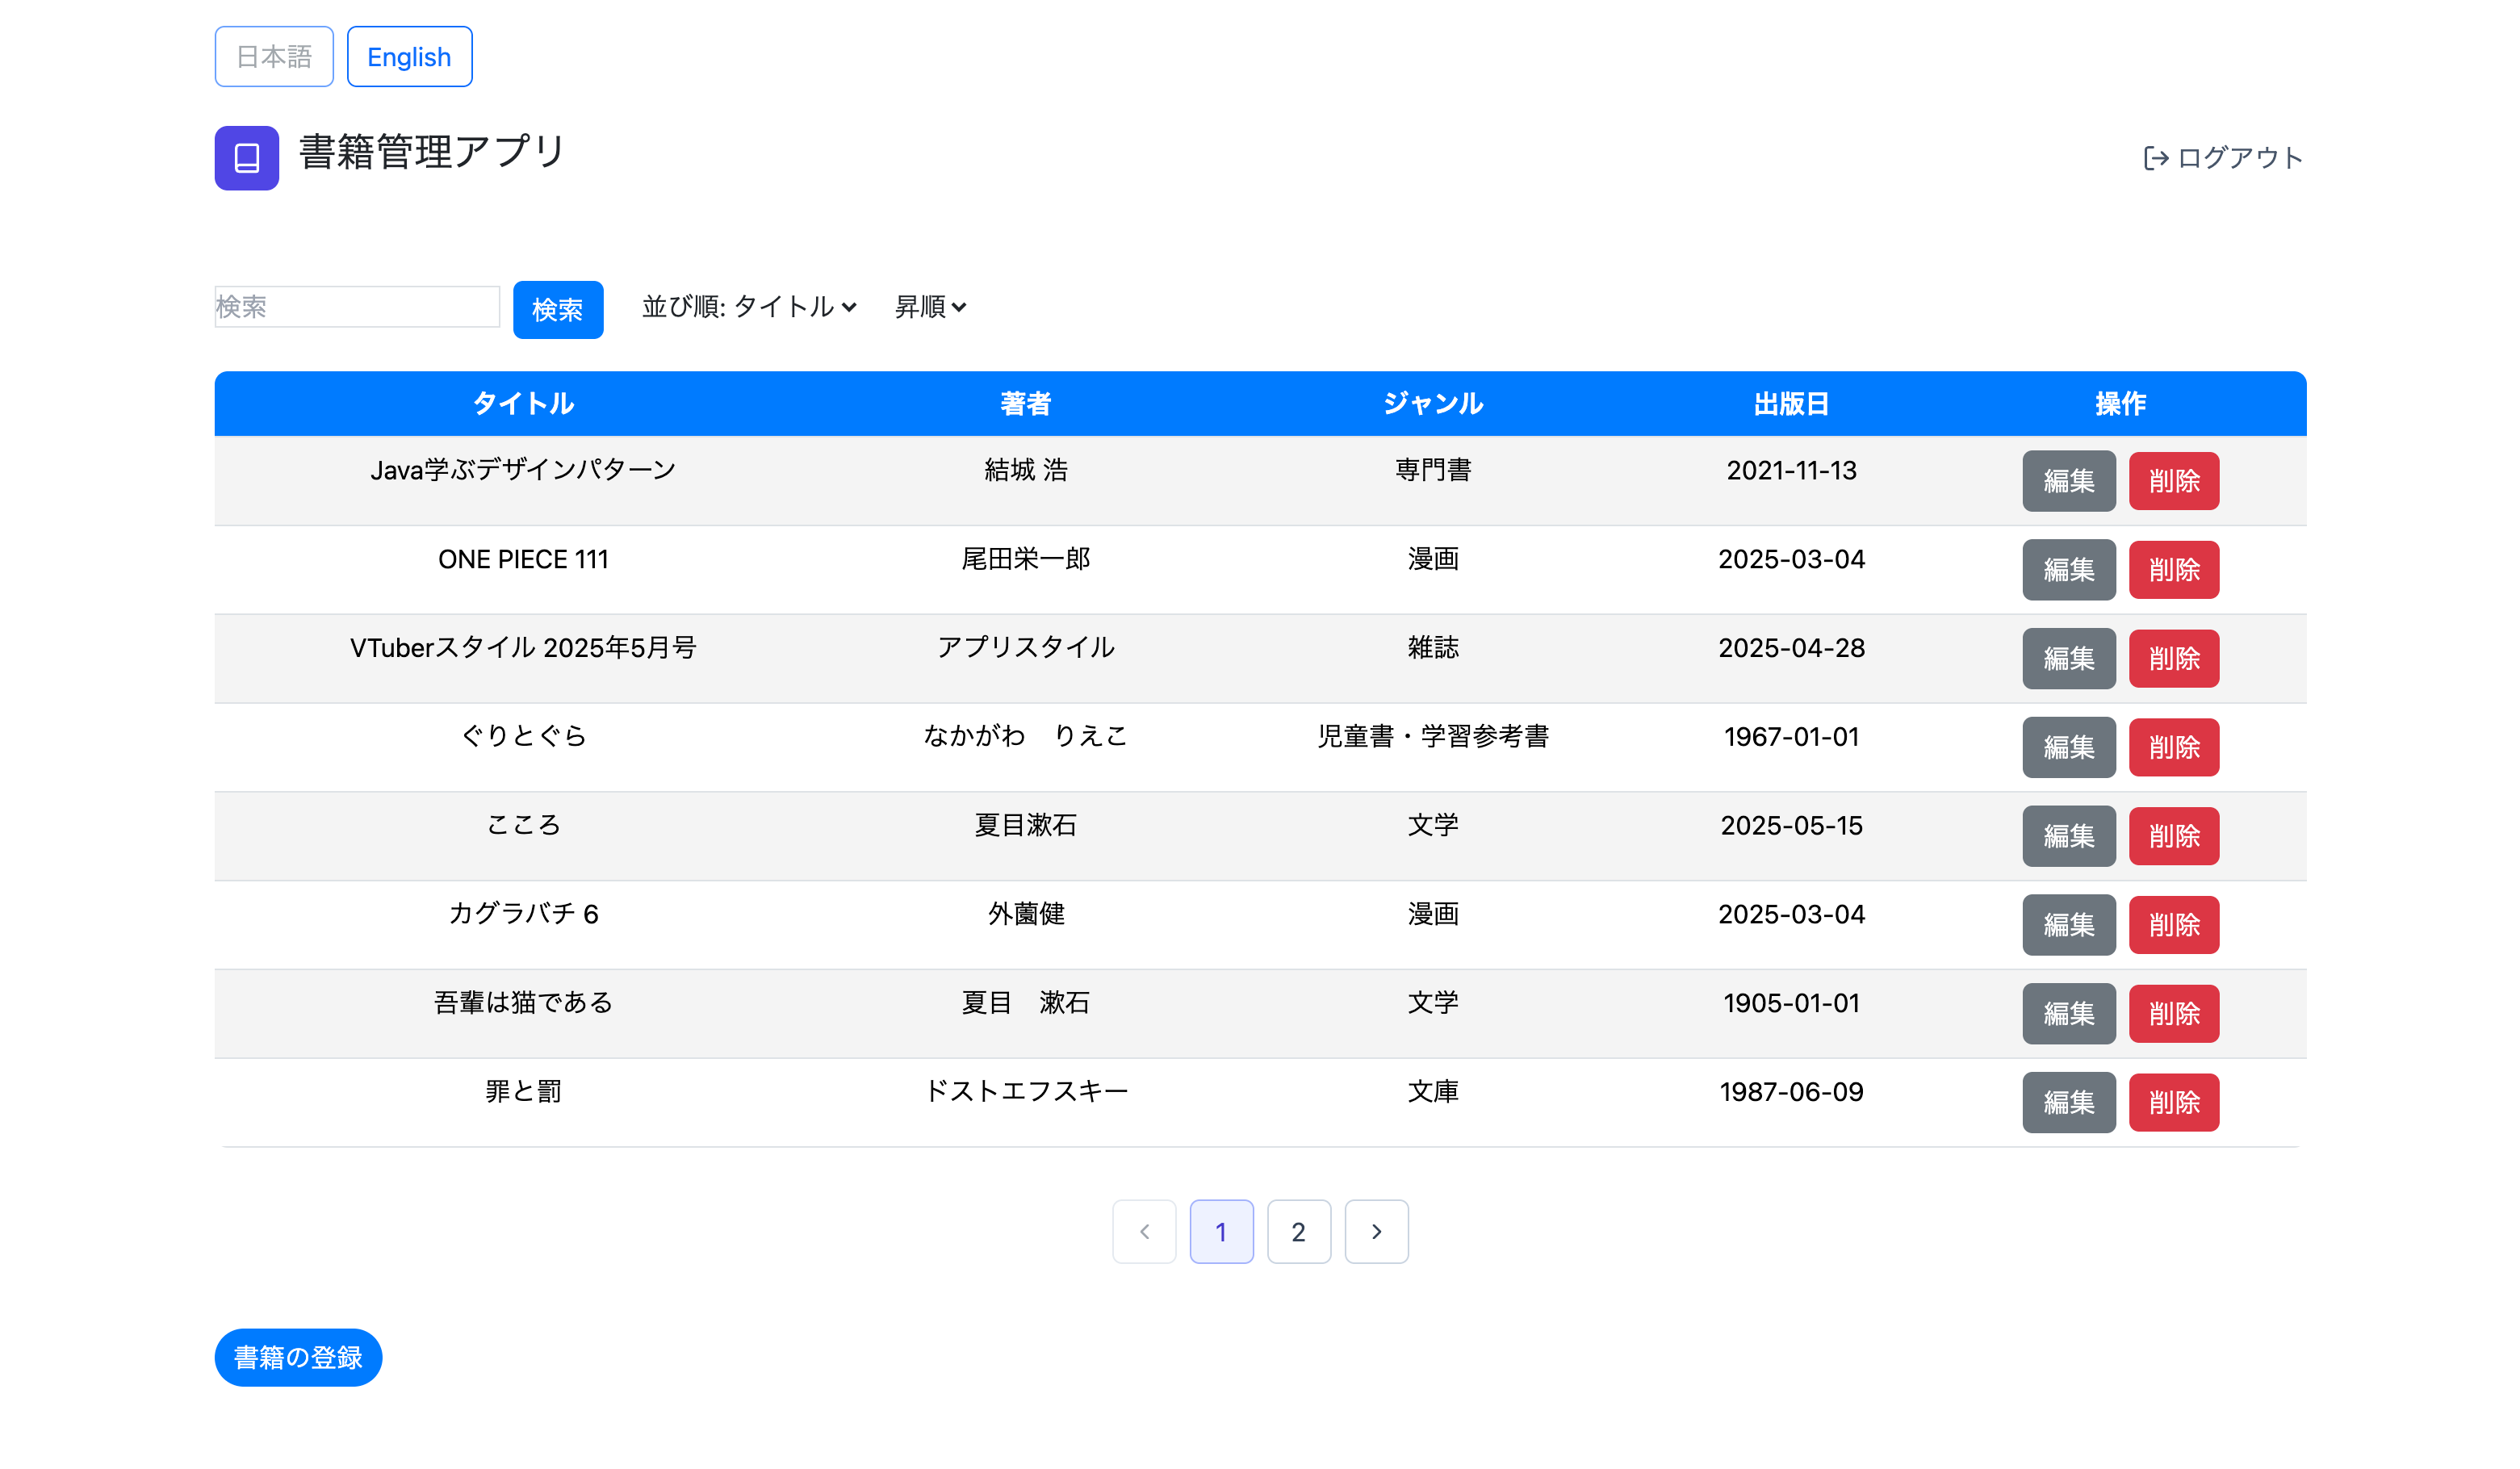 日本語 English
書籍管理アプリ
ログアウト
検索 検索 並び順: タイトル 昇順
タイトル 著者 ジャンル 出版日 操作
Java学ぶデザインパターン 結城 浩 専門書 2021-11-13 編集 削除
ONE PIECE 111 尾田栄一郎 漫画 2025-03-04 編集 削除
VTuberスタイル 2025年5月号 アプリスタイル 雑誌 2025-04-28 編集 削除
ぐりとぐら なかがわ　りえこ 児童書・学習参考書 1967-01-01 編集 削除
こころ 夏目漱石 文学 2025-05-15 編集 削除
カグラバチ 6 外薗健 漫画 2025-03-04 編集 削除
吾輩は猫である 夏目　漱石 文学 1905-01-01 編集 削除
罪と罰 ドストエフスキー 文庫 1987-06-09 編集 削除
1 2
書籍の登録